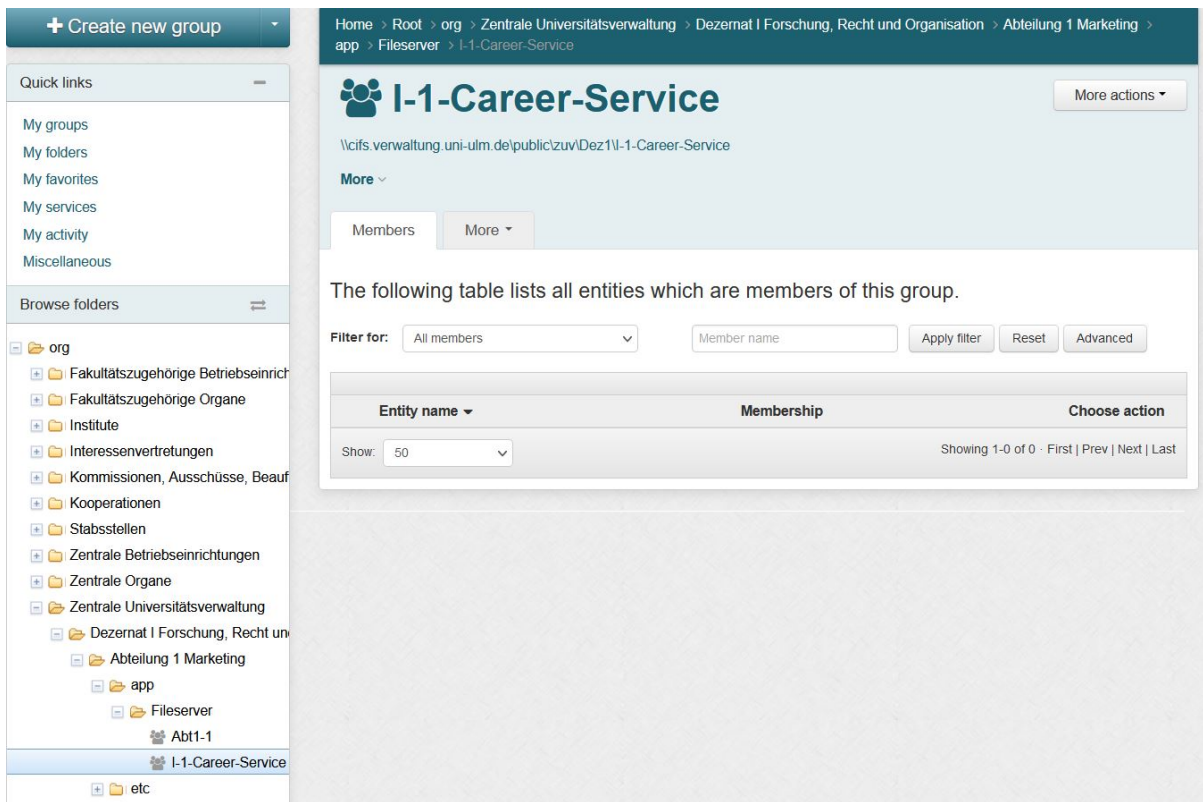 + Create new group
Quick links
My groups
My folders
My favorites
My services
My activity
Miscellaneous
Browse folders
org
Fakultätszugehörige Betriebseinrich
Fakultätszugehörige Organe
Institute
Interessenvertretungen
Kommissionen, Ausschüsse, Beauf
Kooperationen
Stabsstellen
Zentrale Betriebseinrichtungen
Zentrale Organe
Zentrale Universitätsverwaltung
Dezernat I Forschung, Recht un
Abteilung 1 Marketing
app
Fileserver
Abt1-1
I-1-Career-Service
etc
Home > Root > org > Zentrale Universitätsverwaltung > Dezernat I Forschung, Recht und Organisation > Abteilung 1 Marketing >
app > Fileserver > I-1-Career-Service
I-1-Career-Service
More actions
\\cifs.verwaltung.uni-ulm.de\public\zuv\Dez1\I-1-Career-Service
More
Members More
The following table lists all entities which are members of this group.
Filter for: All members Member name Apply filter Reset Advanced
Entity name Membership Choose action
Show: 50 Showing 1-0 of 0 · First | Prev | Next | Last